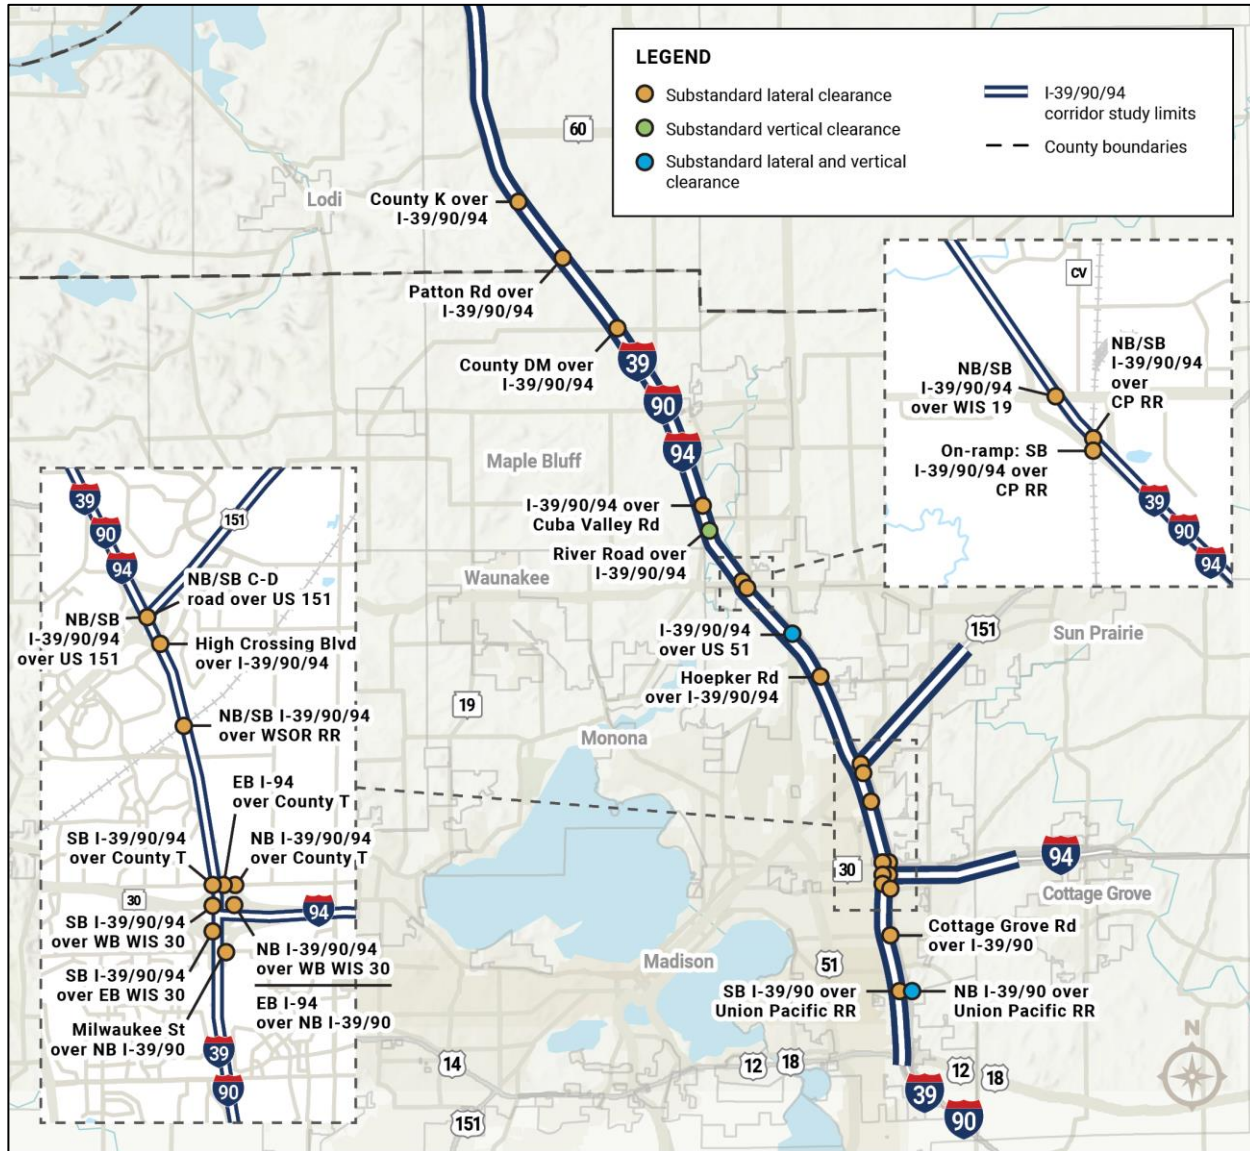 LEGEND
Substandard lateral clearance
Substandard vertical clearance
Substandard lateral and vertical
clearance
I-39/90/94
corridor study limits
County boundaries
60
Lodi
County K over
I-39/90/94
Patton Rd over
I-39/90/94
County DM over
I-39/90/94
39
90
94
Maple Bluff
I-39/90/94 over
Cuba Valley Rd
River Road over
I-39/90/94
Waunakee
I-39/90/94
over US 51
151
Sun Prairie
Hoepker Rd
over I-39/90/94
19
Monona
30
94
Cottage Grove
Cottage Grove Rd
over I-39/90
Madison
51
SB I-39/90 over
Union Pacific RR
NB I-39/90 over
Union Pacific RR
N
14
12
18
12
18
39
90
151
CV
NB/SB
I-39/90/94
over WIS 19
NB/SB
I-39/90/94
over
CP RR
On-ramp: SB
I-39/90/94 over
CP RR
39
90
94
39
90
94
151
NB/SB C-D
road over US 151
NB/SB
I-39/90/94
over US 151
High Crossing Blvd
over I-39/90/94
NB/SB I-39/90/94
over WSOR RR
EB I-94
over County T
SB I-39/90/94
over County T
NB I-39/90/94
over County T
30
94
SB I-39/90/94
over WB WIS 30
NB I-39/90/94
over WB WIS 30
SB I-39/90/94
over EB WIS 30
EB I-94
over NB I-39/90
Milwaukee St
over NB I-39/90
39
90